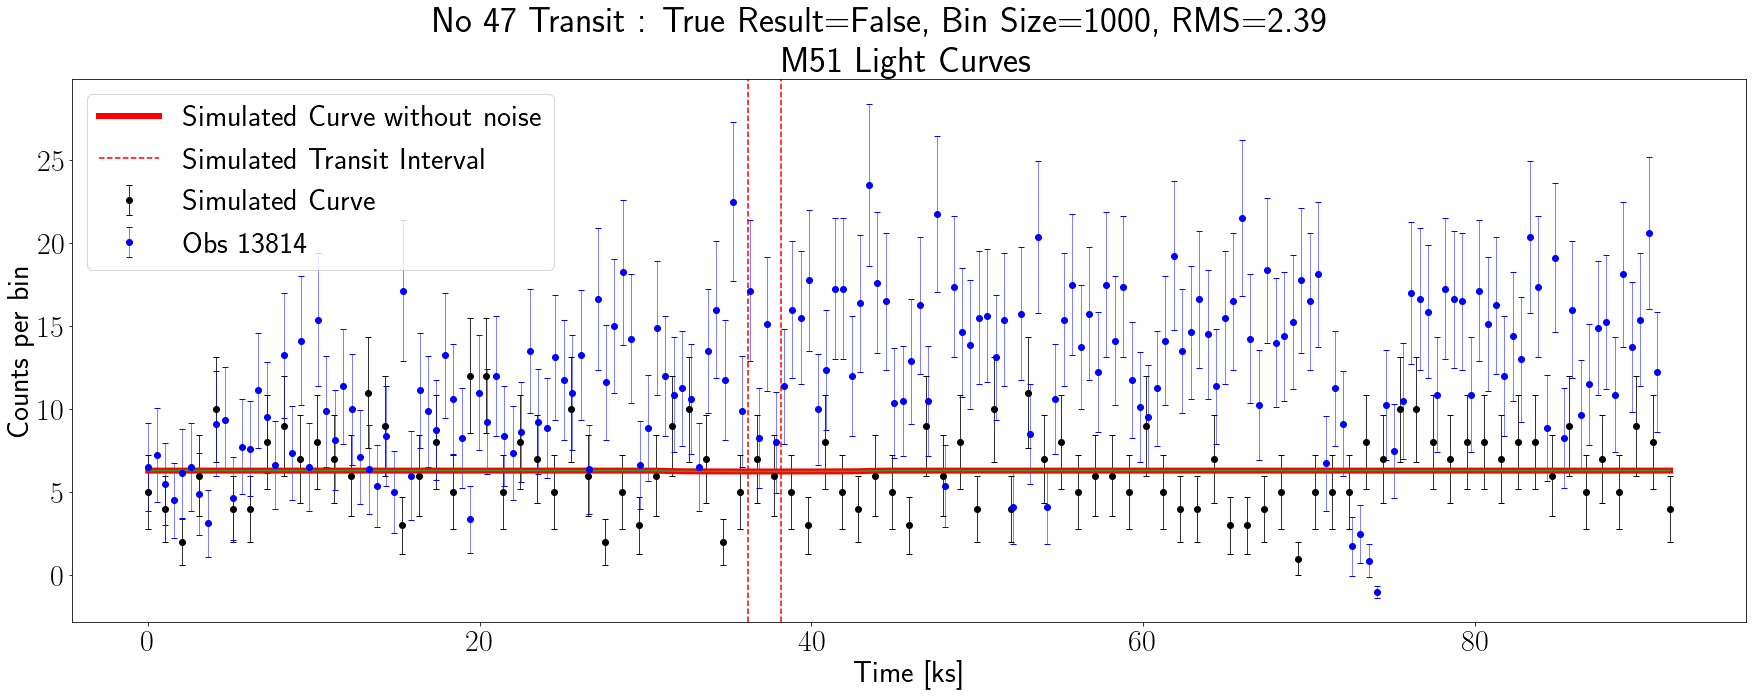 No 47 Transit : True Result=False, Bin Size=1000, RMS=2.39
M51 Light Curves
Simulated Curve without noise
Simulated Transit Interval
Simulated Curve
Obs 13814
Counts per bin
25
20
15
10
5
0
0 20 40 60 80
Time [ks]